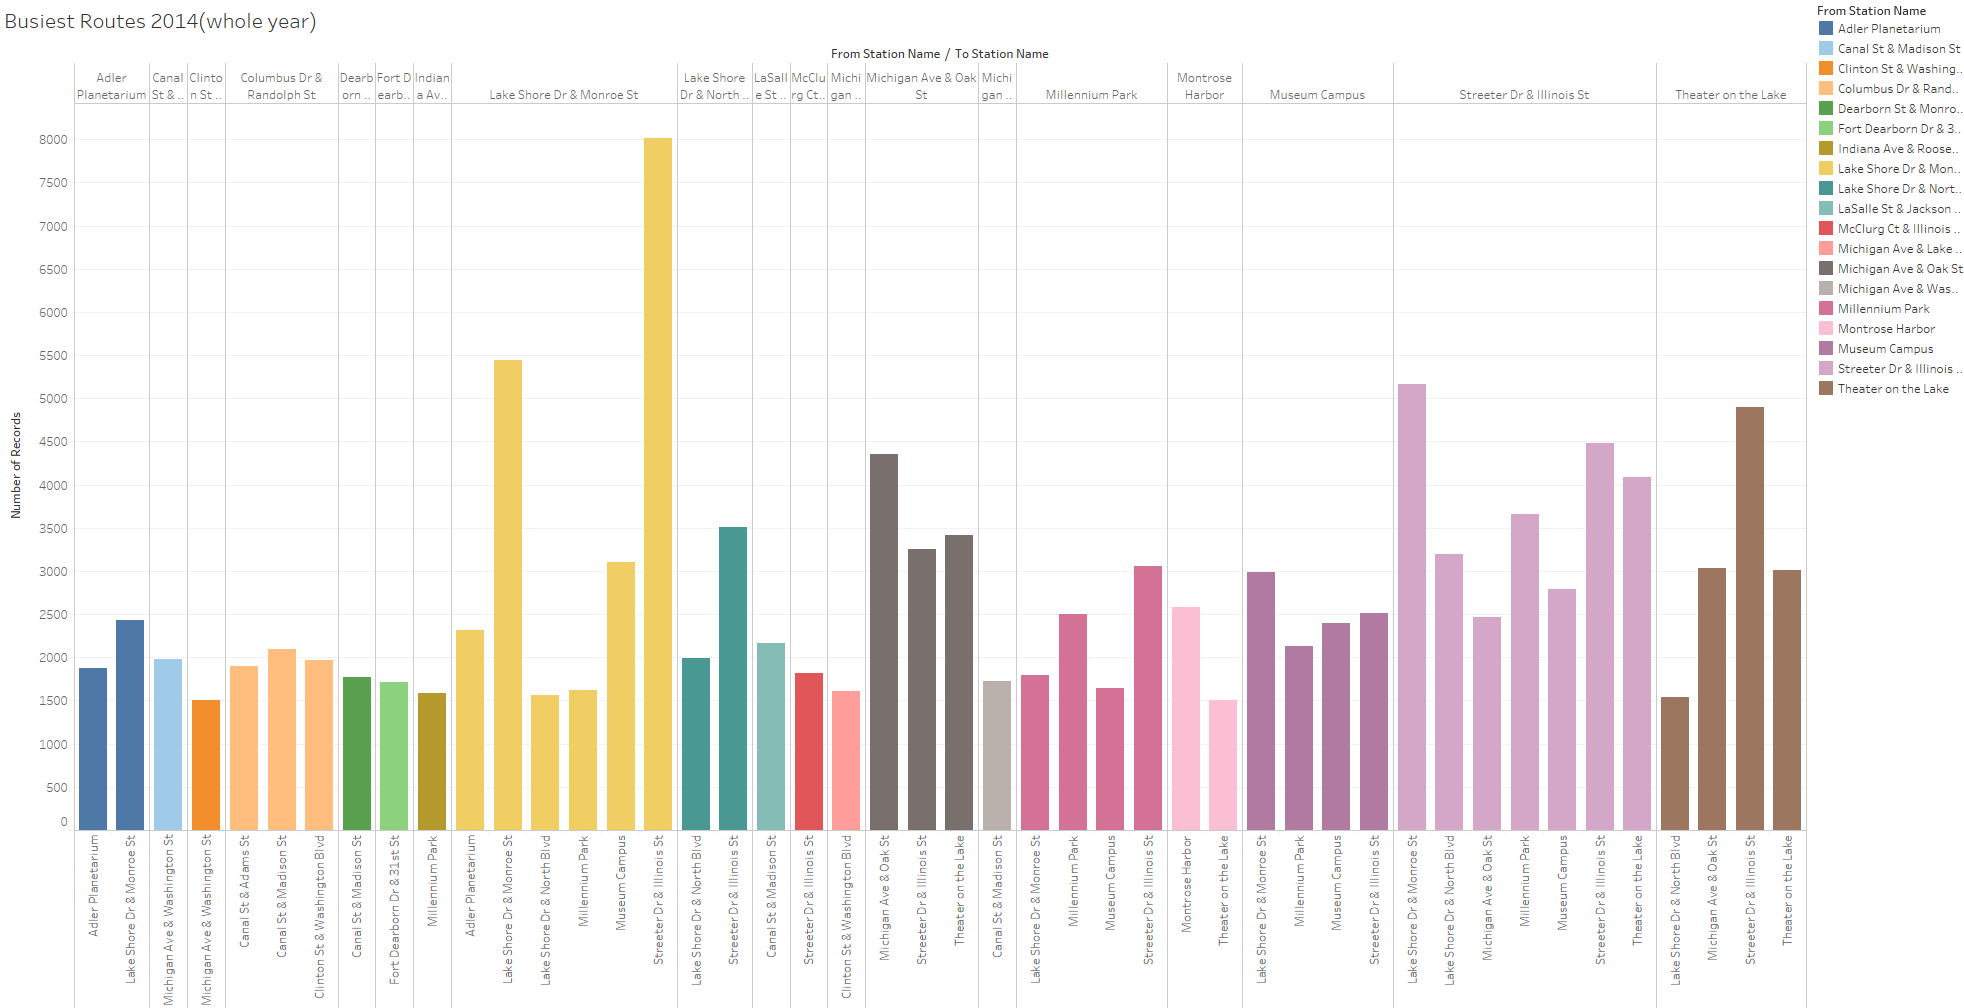 Busiest Routes 2014(whole year)
From Station Name / To Station Name
Adler
Planetarium
Canal
St & ..
Clinto
n St ..
Columbus Dr &
Randolph St
Dearb
orn ..
Fort D
earb..
Indian
a Av..
Lake Shore Dr & Monroe St
Lake Shore
Dr & North ..
LaSall
e St ..
McClu
rg Ct..
Michi
gan ..
Michigan Ave & Oak
St
Michi
gan ..
Millennium Park
Montrose
Harbor
Museum Campus
Streeter Dr & Illinois St
Theater on the Lake
Number of Records
8000
7500
7000
6500
6000
5500
5000
4500
4000
3500
3000
2500
2000
1500
1000
500
0
Adler Planetarium
Lake Shore Dr & Monroe St
Michigan Ave & Washington St
Michigan Ave & Washington St
Canal St & Adams St
Canal St & Madison St
Clinton St & Washington Blvd
Canal St & Madison St
Fort Dearborn Dr & 31st St
Millennium Park
Adler Planetarium
Lake Shore Dr & Monroe St
Lake Shore Dr & North Blvd
Millennium Park
Museum Campus
Streeter Dr & Illinois St
Lake Shore Dr & North Blvd
Streeter Dr & Illinois St
Canal St & Madison St
Streeter Dr & Illinois St
Clinton St & Washington Blvd
Michigan Ave & Oak St
Streeter Dr & Illinois St
Theater on the Lake
Canal St & Madison St
Lake Shore Dr & Monroe St
Millennium Park
Museum Campus
Streeter Dr & Illinois St
Montrose Harbor
Theater on the Lake
Lake Shore Dr & Monroe St
Millennium Park
Museum Campus
Streeter Dr & Illinois St
Lake Shore Dr & Monroe St
Lake Shore Dr & North Blvd
Michigan Ave & Oak St
Millennium Park
Museum Campus
Streeter Dr & Illinois St
Theater on the Lake
Lake Shore Dr & North Blvd
Michigan Ave & Oak St
Streeter Dr & Illinois St
Theater on the Lake
From Station Name
Adler Planetarium
Canal St & Madison St
Clinton St & Washing..
Columbus Dr & Rand..
Dearborn St & Monro..
Fort Dearborn Dr & 3..
Indiana Ave & Roose..
Lake Shore Dr & Mon..
Lake Shore Dr & Nort..
LaSalle St & Jackson ..
McClurg Ct & Illinois ..
Michigan Ave & Lake ..
Michigan Ave & Oak St
Michigan Ave & Was..
Millennium Park
Montrose Harbor
Museum Campus
Streeter Dr & Illinois ..
Theater on the Lake